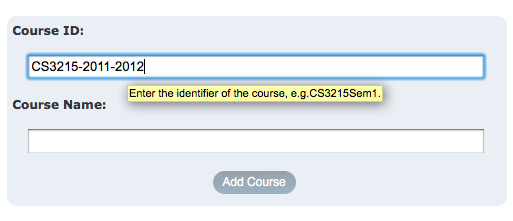 Course ID:
CS3215-2011-2012
Enter the identifier of the course, e.g.CS3215Sem1.
Course Name:
Add Course